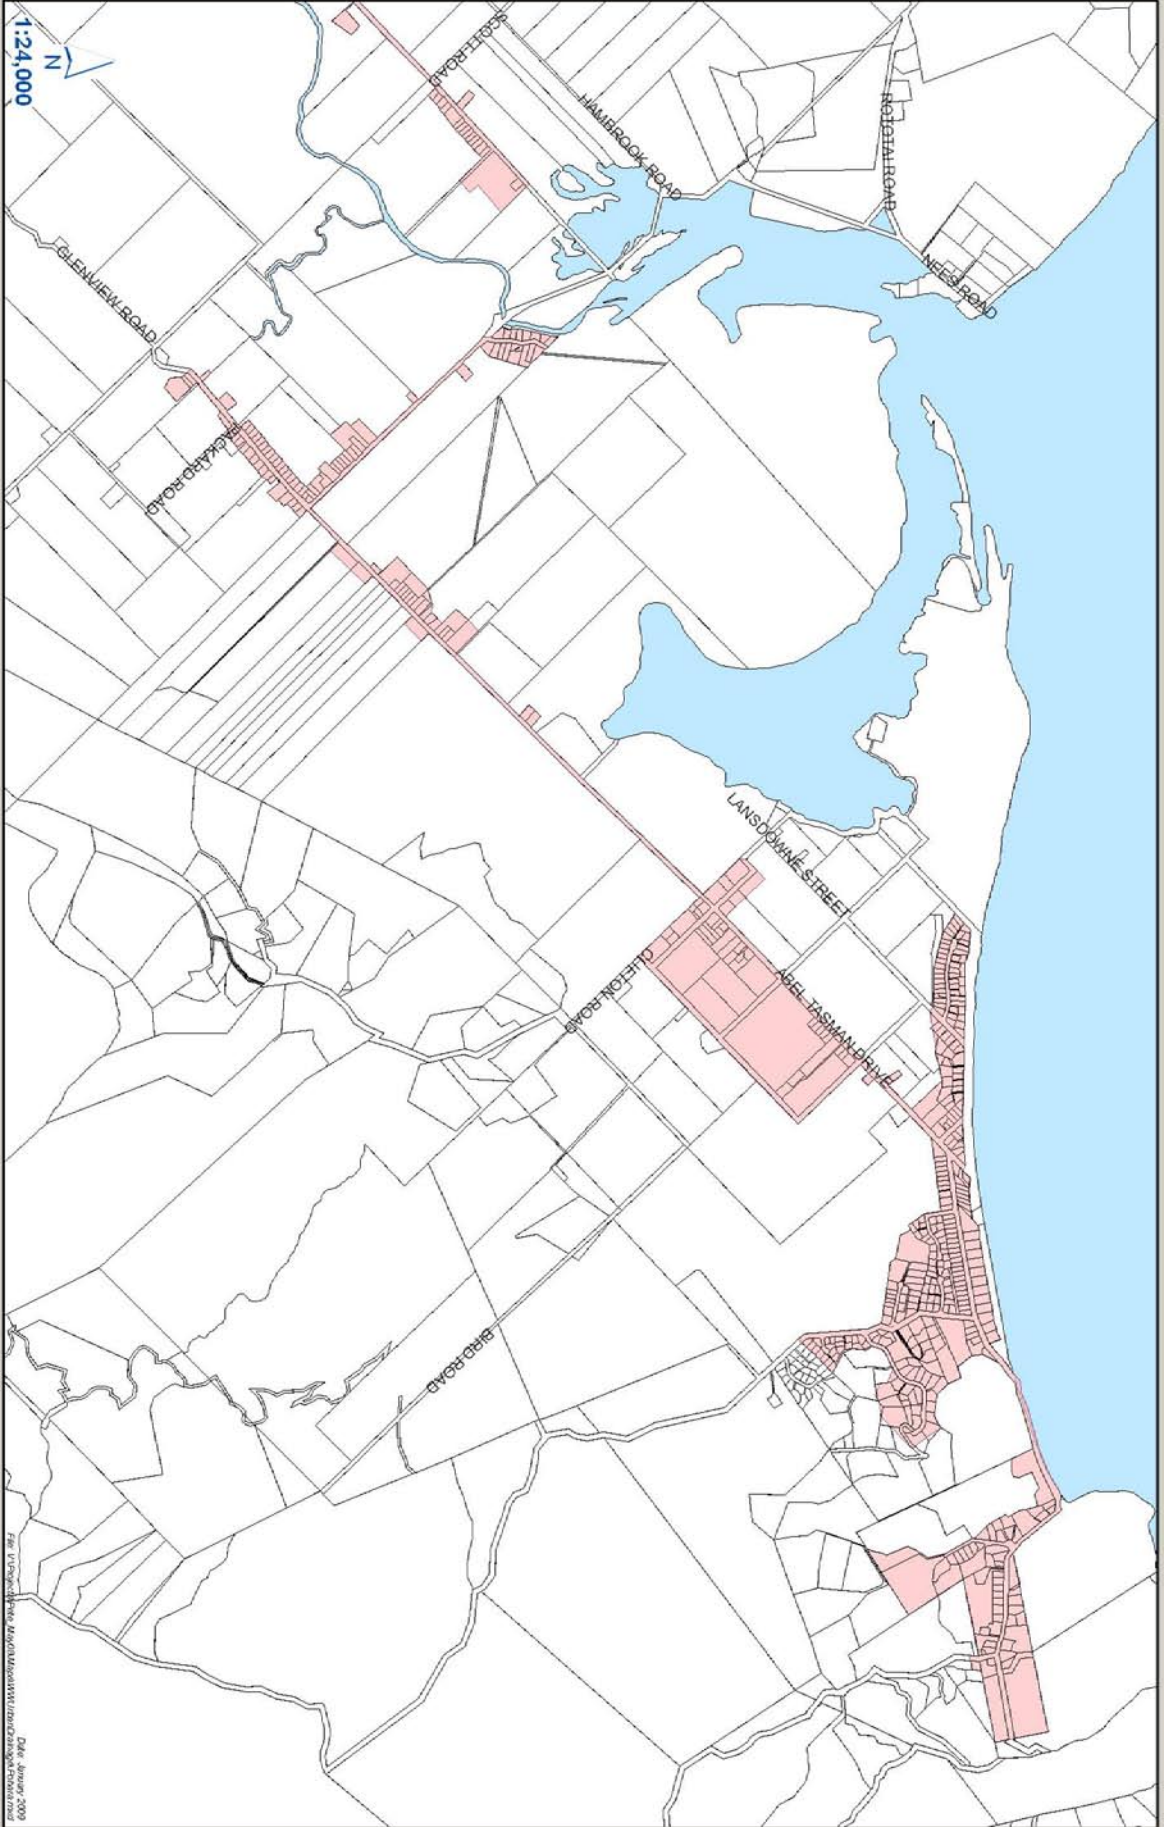 1:24,000
N
SCOTT ROAD
HAMBROOK ROAD
ROTOTAI ROAD
NEES ROAD
GLENVIEW ROAD
PACKARD ROAD
LANSDOWNE STREET
ABEL TASMAN DRIVE
CLIFTON ROAD
BIRD ROAD
Date: January 2009